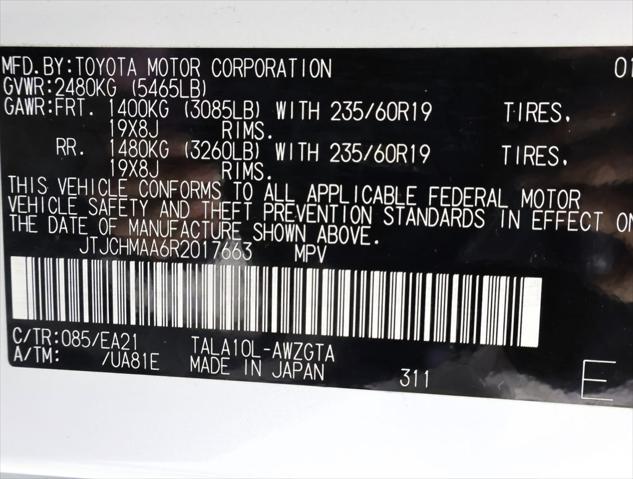 MFD.BY:TOYOTA MOTOR CORPORATION 01
GVWR:2480KG (5465LB)
GAWR:FRT. 1400KG (3085LB) WITH 235/60R19 TIRES,
19X8J RIMS.
RR. 1480KG (3260LB) WITH 235/60R19 TIRES,
19X8J RIMS.
THIS VEHICLE CONFORMS TO ALL APPLICABLE FEDERAL MOTOR
VEHICLE SAFETY AND THEFT PREVENTION STANDARDS IN EFFECT ON
THE DATE OF MANUFACTURE SHOWN ABOVE.
JTJCHMAA6R2017663 MPV
C/TR:085/EA21 TALA10L-AWZGTA
A/TM: /UA81E MADE IN JAPAN 311 E